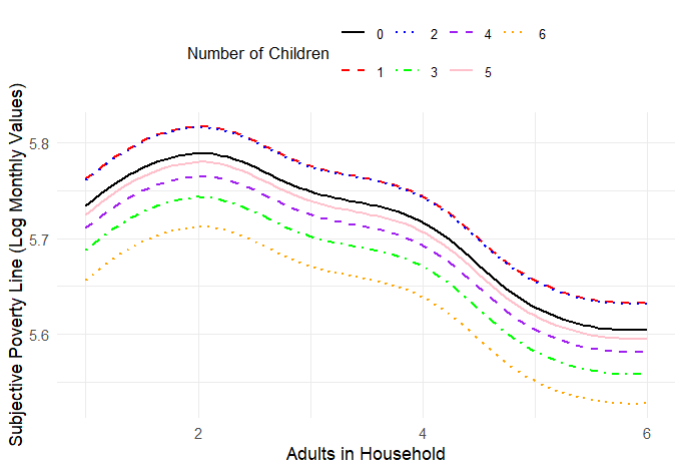 Number of Children
0 2 4 6
1 3 5
Subjective Poverty Line (Log Monthly Values)
5.8
5.7
5.6
2 4 6
Adults in Household